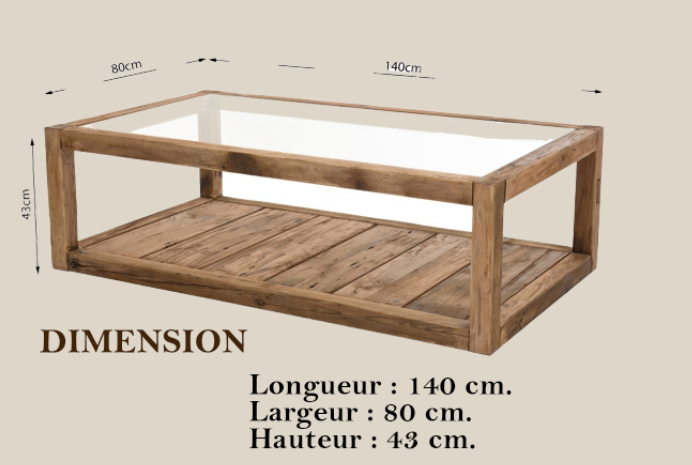 80cm
140cm
43cm
DIMENSION
Longueur : 140 cm.
Largeur : 80 cm.
Hauteur : 43 cm.